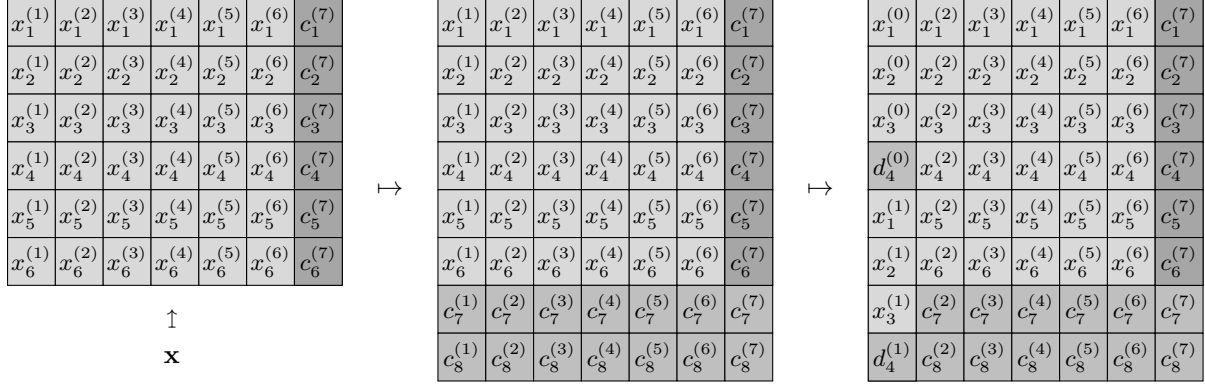 x_1^{(1)} x_1^{(2)} x_1^{(3)} x_1^{(4)} x_1^{(5)} x_1^{(6)} c_1^{(7)}
x_2^{(1)} x_2^{(2)} x_2^{(3)} x_2^{(4)} x_2^{(5)} x_2^{(6)} c_2^{(7)}
x_3^{(1)} x_3^{(2)} x_3^{(3)} x_3^{(4)} x_3^{(5)} x_3^{(6)} c_3^{(7)}
x_4^{(1)} x_4^{(2)} x_4^{(3)} x_4^{(4)} x_4^{(5)} x_4^{(6)} c_4^{(7)}
x_5^{(1)} x_5^{(2)} x_5^{(3)} x_5^{(4)} x_5^{(5)} x_5^{(6)} c_5^{(7)}
x_6^{(1)} x_6^{(2)} x_6^{(3)} x_6^{(4)} x_6^{(5)} x_6^{(6)} c_6^{(7)}
↥
x
↦
x_1^{(1)} x_1^{(2)} x_1^{(3)} x_1^{(4)} x_1^{(5)} x_1^{(6)} c_1^{(7)}
x_2^{(1)} x_2^{(2)} x_2^{(3)} x_2^{(4)} x_2^{(5)} x_2^{(6)} c_2^{(7)}
x_3^{(1)} x_3^{(2)} x_3^{(3)} x_3^{(4)} x_3^{(5)} x_3^{(6)} c_3^{(7)}
x_4^{(1)} x_4^{(2)} x_4^{(3)} x_4^{(4)} x_4^{(5)} x_4^{(6)} c_4^{(7)}
x_5^{(1)} x_5^{(2)} x_5^{(3)} x_5^{(4)} x_5^{(5)} x_5^{(6)} c_5^{(7)}
x_6^{(1)} x_6^{(2)} x_6^{(3)} x_6^{(4)} x_6^{(5)} x_6^{(6)} c_6^{(7)}
c_7^{(1)} c_7^{(2)} c_7^{(3)} c_7^{(4)} c_7^{(5)} c_7^{(6)} c_7^{(7)}
c_8^{(1)} c_8^{(2)} c_8^{(3)} c_8^{(4)} c_8^{(5)} c_8^{(6)} c_8^{(7)}
↦
x_1^{(0)} x_1^{(2)} x_1^{(3)} x_1^{(4)} x_1^{(5)} x_1^{(6)} c_1^{(7)}
x_2^{(0)} x_2^{(2)} x_2^{(3)} x_2^{(4)} x_2^{(5)} x_2^{(6)} c_2^{(7)}
x_3^{(0)} x_3^{(2)} x_3^{(3)} x_3^{(4)} x_3^{(5)} x_3^{(6)} c_3^{(7)}
d_4^{(0)} x_4^{(2)} x_4^{(3)} x_4^{(4)} x_4^{(5)} x_4^{(6)} c_4^{(7)}
x_1^{(1)} x_5^{(2)} x_5^{(3)} x_5^{(4)} x_5^{(5)} x_5^{(6)} c_5^{(7)}
x_2^{(1)} x_6^{(2)} x_6^{(3)} x_6^{(4)} x_6^{(5)} x_6^{(6)} c_6^{(7)}
x_3^{(1)} c_7^{(2)} c_7^{(3)} c_7^{(4)} c_7^{(5)} c_7^{(6)} c_7^{(7)}
d_4^{(1)} c_8^{(2)} c_8^{(3)} c_8^{(4)} c_8^{(5)} c_8^{(6)} c_8^{(7)}